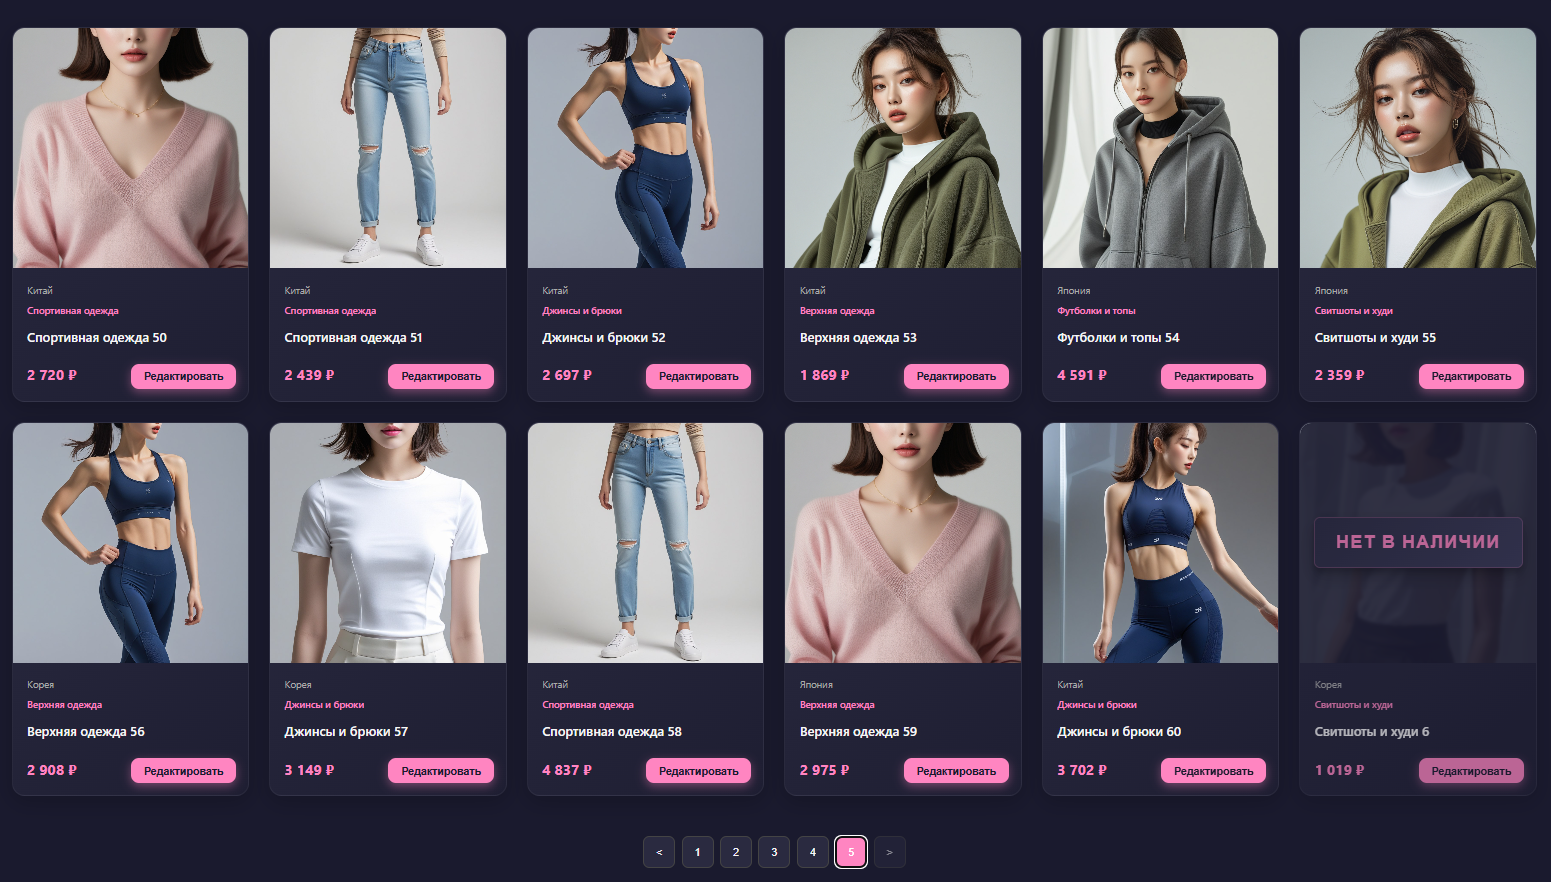 Китай
Спортивная одежда
Спортивная одежда 50
2 720 ₽
Редактировать
Китай
Спортивная одежда
Спортивная одежда 51
2 439 ₽
Редактировать
Китай
Джинсы и брюки
Джинсы и брюки 52
2 697 ₽
Редактировать
Китай
Верхняя одежда
Верхняя одежда 53
1 869 ₽
Редактировать
Япония
Футболки и топы
Футболки и топы 54
4 591 ₽
Редактировать
Япония
Свитшоты и худи
Свитшоты и худи 55
2 359 ₽
Редактировать
Корея
Верхняя одежда
Верхняя одежда 56
2 908 ₽
Редактировать
Корея
Джинсы и брюки
Джинсы и брюки 57
3 149 ₽
Редактировать
Китай
Спортивная одежда
Спортивная одежда 58
4 837 ₽
Редактировать
Япония
Верхняя одежда
Верхняя одежда 59
2 975 ₽
Редактировать
Китай
Джинсы и брюки
Джинсы и брюки 60
3 702 ₽
Редактировать
НЕТ В НАЛИЧИИ
Корея
Свитшоты и худи
Свитшоты и худи 6
1 019 ₽
Редактировать
< 1 2 3 4 5 >